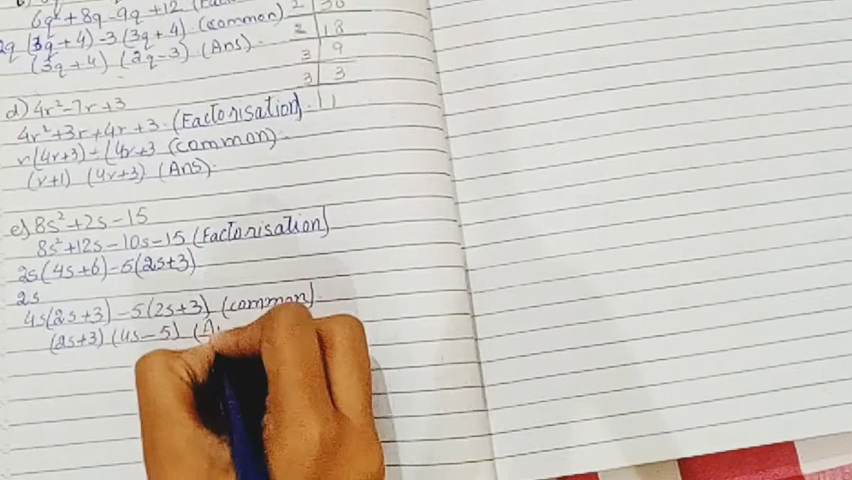 6q² + 8q - 9q + 12
2q (3q + 4) - 3 (3q + 4) (common)
(3q + 4) (2q - 3) (Ans).
2 18
3 9
3 3
1
d) 4r² - 7r + 3
4r² + 3r + 4r + 3. (Factorisation).
r(4r+3) - (4r+3 (common).
(r+1) (4r+3) (Ans).
e) 8s² + 2s - 15
8s² + 12s - 10s - 15 (Factorisation)
2s(4s+6) - 5(2s+3)
2s
4s(2s+3) - 5(2s+3) (common).
(2s+3) (4s-5) (A